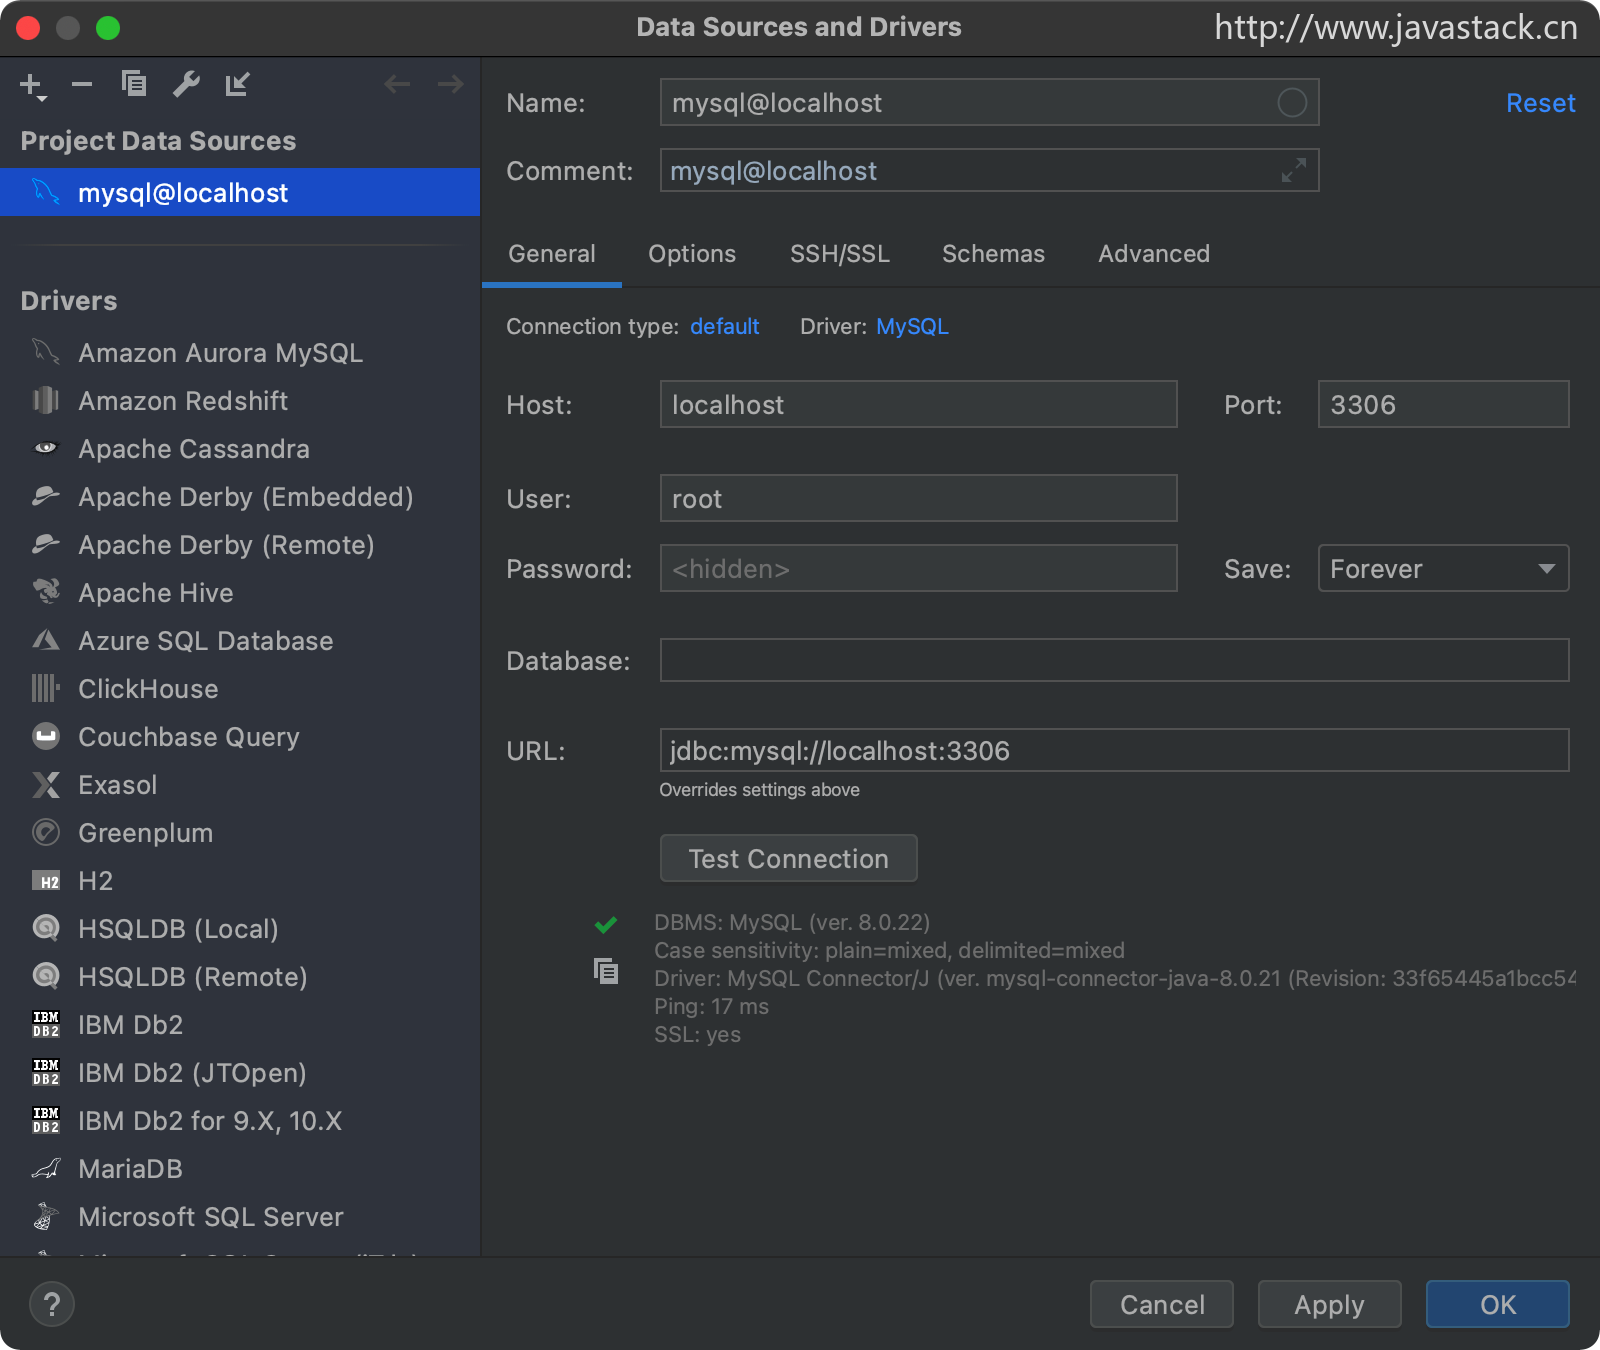 Data Sources and Drivers
http://www.javastack.cn
Project Data Sources
mysql@localhost
Drivers
Amazon Aurora MySQL
Amazon Redshift
Apache Cassandra
Apache Derby (Embedded)
Apache Derby (Remote)
Apache Hive
Azure SQL Database
ClickHouse
Couchbase Query
Exasol
Greenplum
H2 H2
HSQLDB (Local)
HSQLDB (Remote)
IBM DB2 IBM Db2
IBM DB2 IBM Db2 (JTOpen)
IBM DB2 IBM Db2 for 9.X, 10.X
MariaDB
Microsoft SQL Server
Name: mysql@localhost
Reset
Comment: mysql@localhost
General Options SSH/SSL Schemas Advanced
Connection type: default Driver: MySQL
Host: localhost Port: 3306
User: root
Password: <hidden> Save: Forever
Database:
URL: jdbc:mysql://localhost:3306
Overrides settings above
Test Connection
DBMS: MySQL (ver. 8.0.22)
Case sensitivity: plain=mixed, delimited=mixed
Driver: MySQL Connector/J (ver. mysql-connector-java-8.0.21 (Revision: 33f65445a1bcc54
Ping: 17 ms
SSL: yes
? Cancel Apply OK